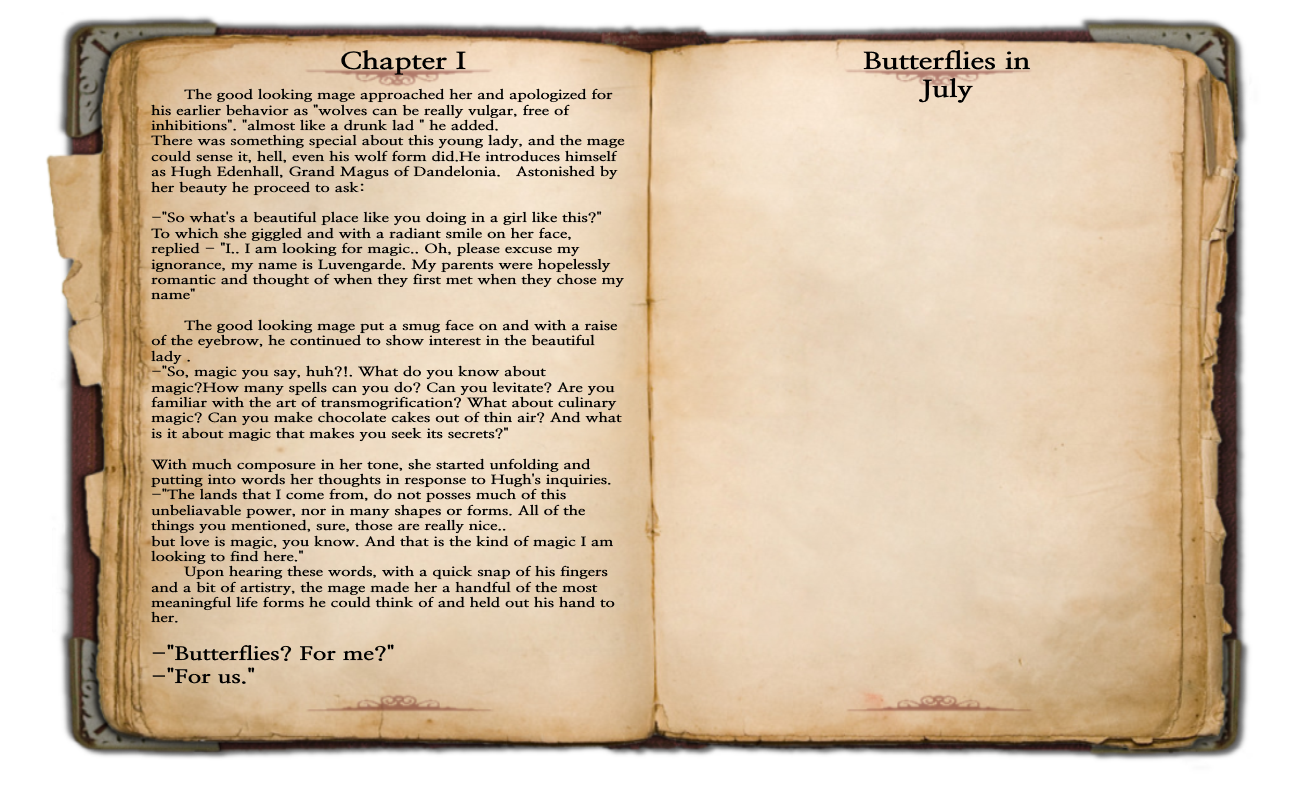 Chapter I
The good looking mage approached her and apologized for
his earlier behavior as "wolves can be really vulgar, free of
inhibitions". "almost like a drunk lad " he added.
There was something special about this young lady, and the mage
could sense it, hell, even his wolf form did.He introduces himself
as Hugh Edenhall, Grand Magus of Dandelonia.   Astonished by
her beauty he proceed to ask:
–"So what's a beautiful place like you doing in a girl like this?"
To which she giggled and with a radiant smile on her face,
replied – "I.. I am looking for magic.. Oh, please excuse my
ignorance, my name is Luvengarde. My parents were hopelessly
romantic and thought of when they first met when they chose my
name"
The good looking mage put a smug face on and with a raise
of the eyebrow, he continued to show interest in the beautiful
lady .
–"So, magic you say, huh?!. What do you know about
magic?How many spells can you do? Can you levitate? Are you
familiar with the art of transmogrification? What about culinary
magic? Can you make chocolate cakes out of thin air? And what
is it about magic that makes you seek its secrets?"
With much composure in her tone, she started unfolding and
putting into words her thoughts in response to Hugh's inquiries.
–"The lands that I come from, do not posses much of this
unbeliavable power, nor in many shapes or forms. All of the
things you mentioned, sure, those are really nice..
but love is magic, you know. And that is the kind of magic I am
looking to find here."
Upon hearing these words, with a quick snap of his fingers
and a bit of artistry, the mage made her a handful of the most
meaningful life forms he could think of and held out his hand to
her.
–"Butterflies? For me?"
–"For us."
Butterflies in
July